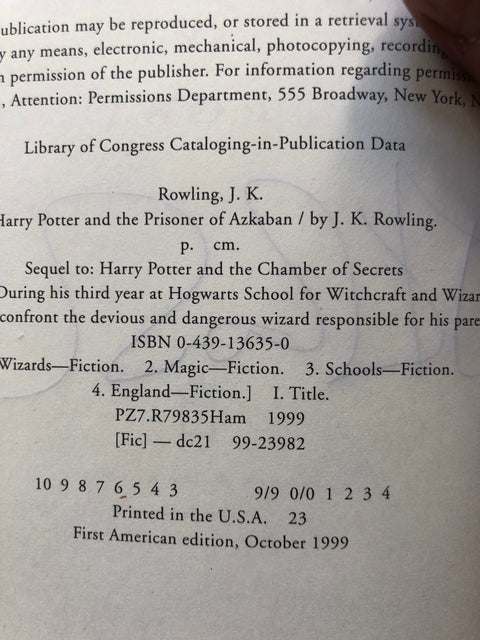 ublication may be reproduced, or stored in a retrieval
y any means, electronic, mechanical, photocopying, recording
n permission of the publisher. For information regarding
, Attention: Permissions Department, 555 Broadway, New York,
Library of Congress Cataloging-in-Publication Data
Rowling, J. K.
Harry Potter and the Prisoner of Azkaban / by J. K. Rowling.
p. cm.
Sequel to: Harry Potter and the Chamber of Secrets
During his third year at Hogwarts School for Witchcraft and Wizar
confront the devious and dangerous wizard responsible for his pare
ISBN 0-439-13635-0
Wizards—Fiction. 2. Magic—Fiction. 3. Schools—Fiction.
4. England—Fiction.] I. Title.
PZ7.R79835Ham 1999
[Fic] — dc21 99-23982
10 9 8 7 6 5 4 3 9/9 0/0 1 2 3 4
Printed in the U.S.A. 23
First American edition, October 1999